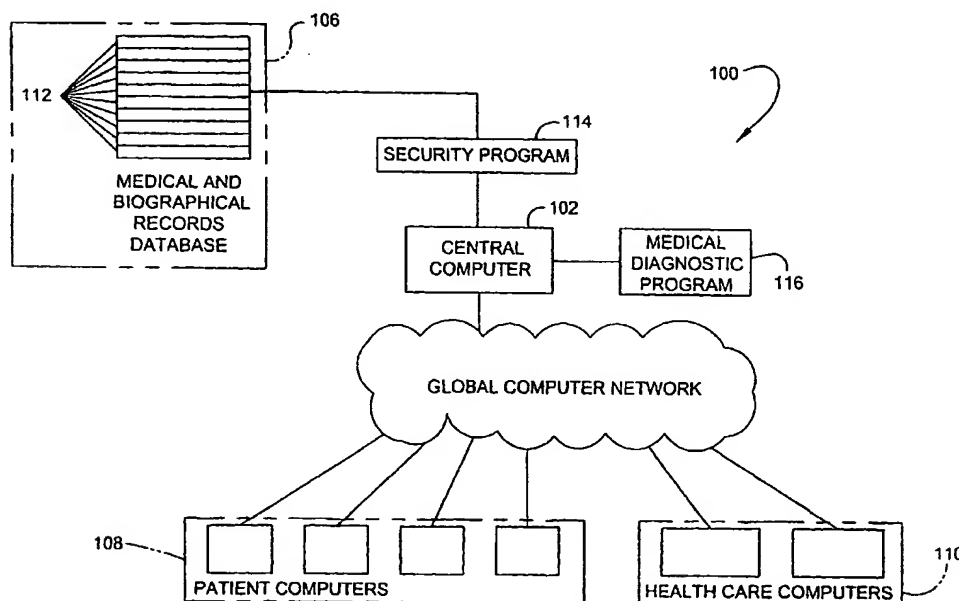 106
112
MEDICAL AND
BIOGRAPHICAL
RECORDS
DATABASE
100
114
SECURITY PROGRAM
102
CENTRAL
COMPUTER
MEDICAL
DIAGNOSTIC
PROGRAM
116
GLOBAL COMPUTER NETWORK
108
PATIENT COMPUTERS
HEALTH CARE COMPUTERS
110